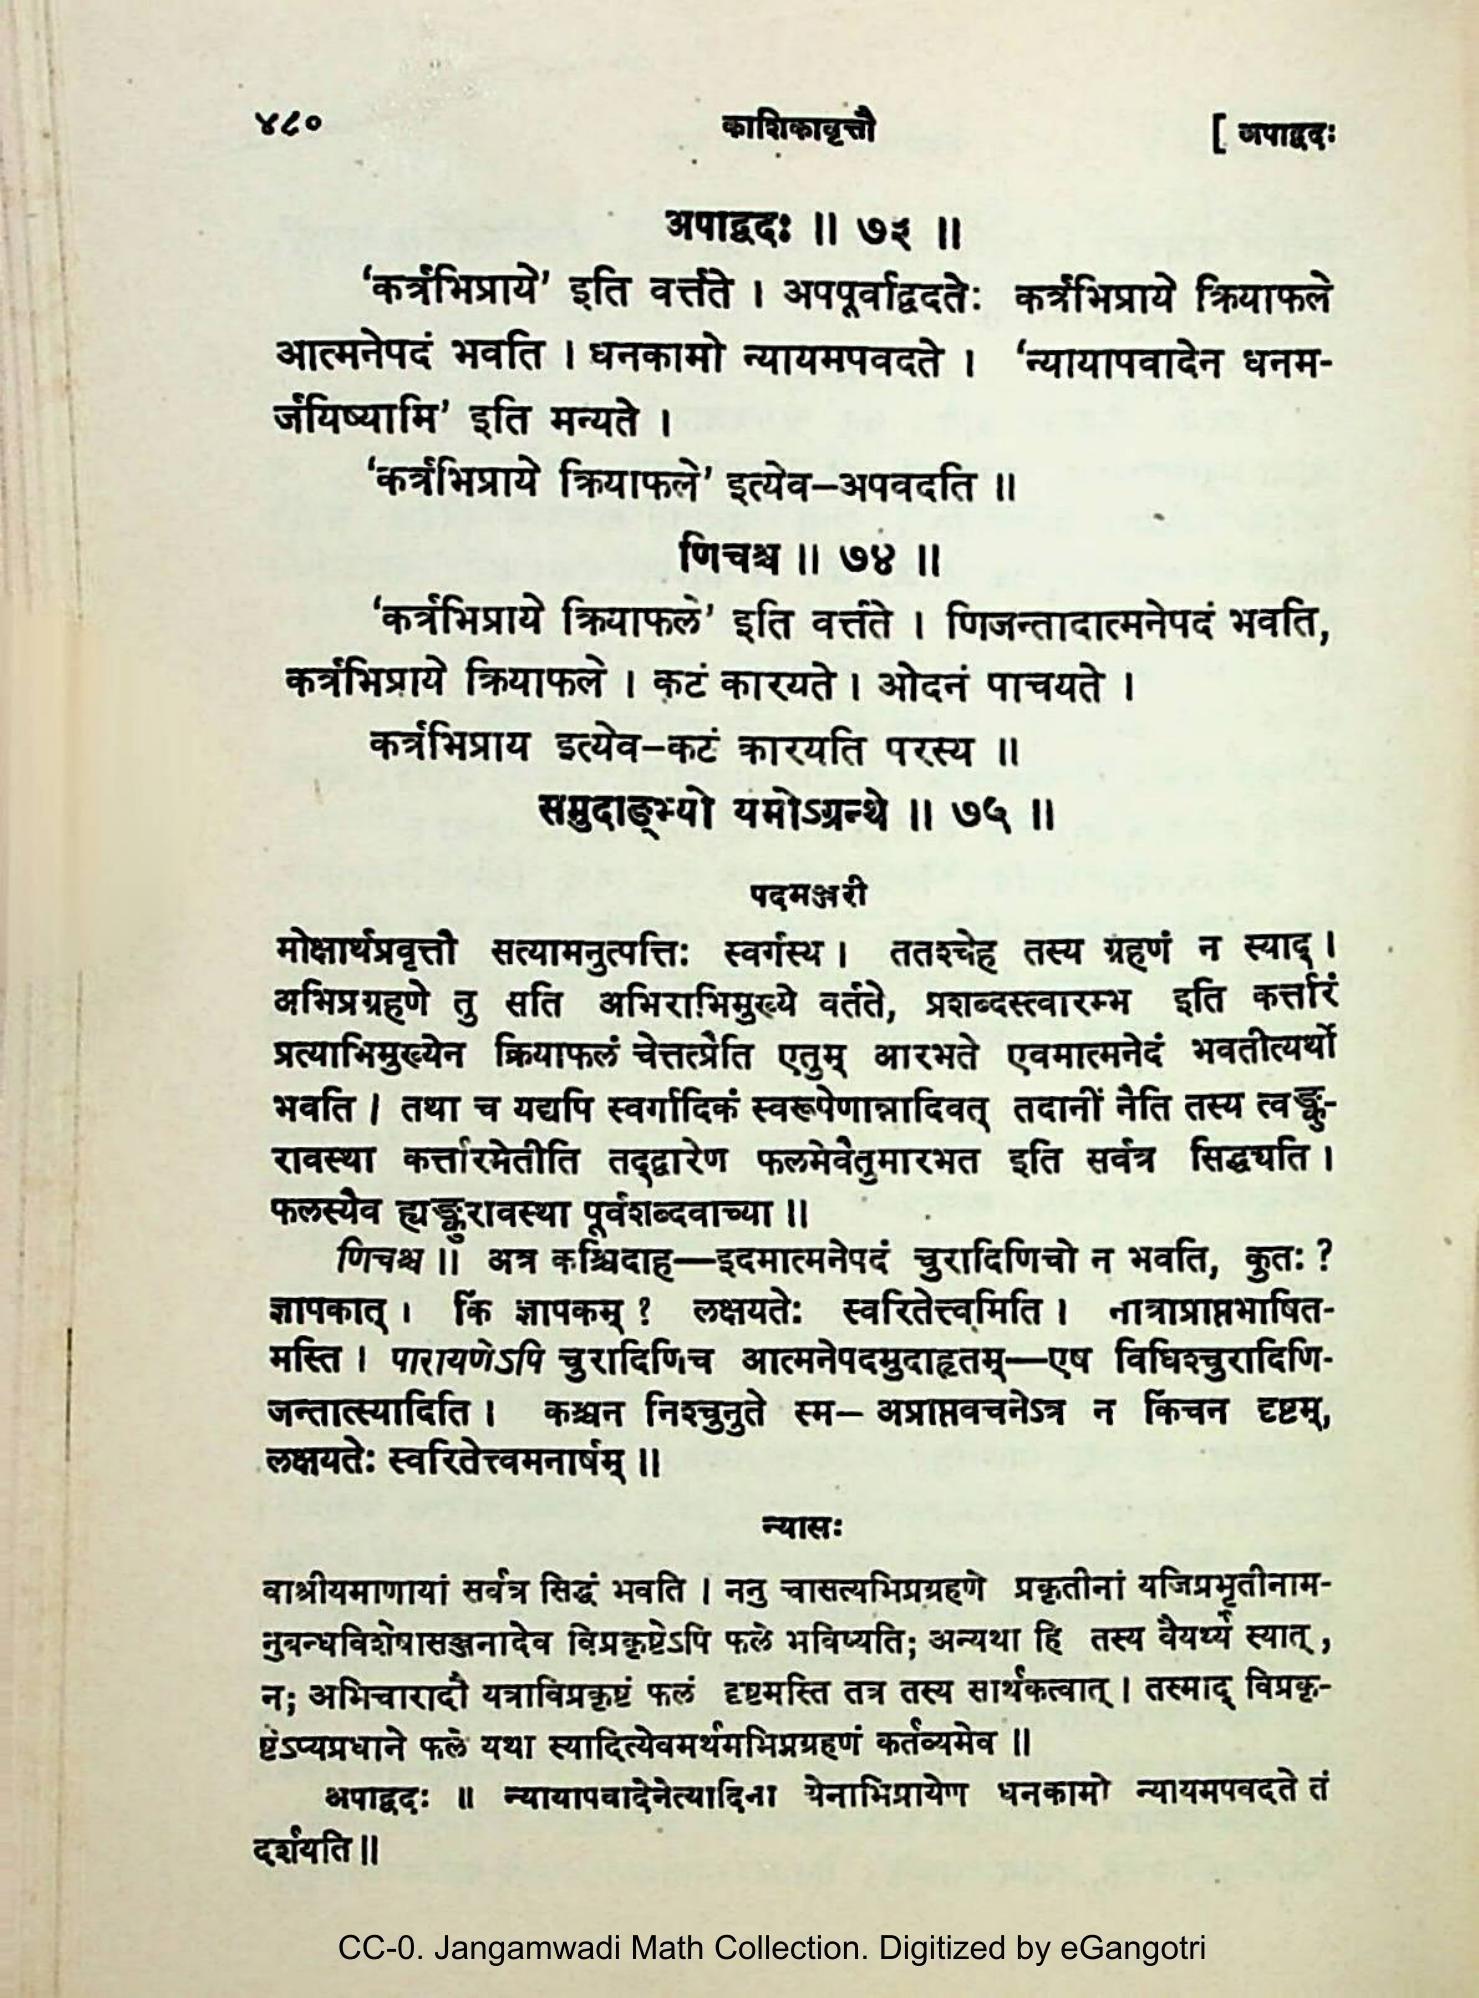 ४८० काशिकावृत्तौ [ अपाद्वदः
अपाद्वदः ॥ ७३ ॥
‘कर्त्रभिप्राये’ इति वर्त्तते । अपपूर्वाद्वदतेः कर्त्रभिप्राये क्रियाफले
आत्मनेपदं भवति । धनकामो न्यायमपवदते । ‘न्यायापवादेन धनम-
र्जयिष्यामि’ इति मन्यते ।
‘कर्त्रभिप्राये क्रियाफले’ इत्येव–अपवदति ॥
णिचश्च ॥ ७४ ॥
‘कर्त्रभिप्राये क्रियाफले’ इति वर्त्तते । णिजन्तादात्मनेपदं भवति,
कर्त्रभिप्राये क्रियाफले । कटं कारयते । ओदनं पाचयते ।
कर्त्रभिप्राय इत्येव–कटं कारयति परस्य ॥
समुदाङ्भ्यो यमोऽग्रन्थे ॥ ७५ ॥
पदमञ्जरी
मोक्षार्थप्रवृत्तौ सत्यामनुत्पत्तिः स्वर्गस्थ । ततश्चेह तस्य ग्रहणं न स्याद् ।
अभिप्रग्रहणे तु सति अभिराभिमुख्ये वर्तते, प्रशब्दस्त्वारम्भ इति कर्त्तारं
प्रत्याभिमुख्येन क्रियाफलं चेत्तत्प्रैति एतुम् आरभते एवमात्मनेदं भवतीत्यर्थो
भवति । तथा च यद्यपि स्वर्गादिकं स्वरूपेणान्नादिवत् तदानीं नैति तस्य त्वङ्कु-
रावस्था कर्त्तारमेतीति तद्द्वारेण फलमेवैतुमारभत इति सर्वत्र सिद्ध्यति ।
फलस्यैव ह्यङ्कुरावस्था पूर्वशब्दवाच्या ॥
णिचश्च ॥ अत्र कश्चिदाह—इदमात्मनेपदं चुरादिणिचो न भवति, कुतः ?
ज्ञापकात् । किं ज्ञापकम् ? लक्षयतेः स्वरितेत्त्वमिति । नात्राप्राप्तभाषित-
मस्ति । पारायणेऽपि चुरादिणिच आत्मनेपदमुदाहृतम्—एष विधिश्चुरादिणि-
जन्तात्स्यादिति । कश्चन निश्चुनुते स्म– अप्राप्तवचनेऽत्र न किंचन दृष्टम्,
लक्षयतेः स्वरितेत्त्वमनार्षम् ॥
न्यासः
वाश्रीयमाणायां सर्वत्र सिद्धं भवति । ननु चासत्यभिप्रग्रहणे प्रकृतीनां यजिप्रभृतीनाम-
नुबन्धविशेषासञ्जनादेव विप्रकृष्टेऽपि फले भविष्यति; अन्यथा हि तस्य वैयर्थ्यं स्यात् ,
न; अभिचारादौ यत्राविप्रकृष्टं फलं दृष्टमस्ति तत्र तस्य सार्थकत्वात् । तस्माद् विप्रकृ-
ष्टेऽप्यप्रधाने फले यथा स्यादित्येवमर्थमभिप्रग्रहणं कर्तव्यमेव ॥
अपाद्वदः ॥ न्यायापवादेनेत्यादिना येनाभिप्रायेण धनकामो न्यायमपवदते तं
दर्शयति ॥
CC-0. Jangamwadi Math Collection. Digitized by eGangotri